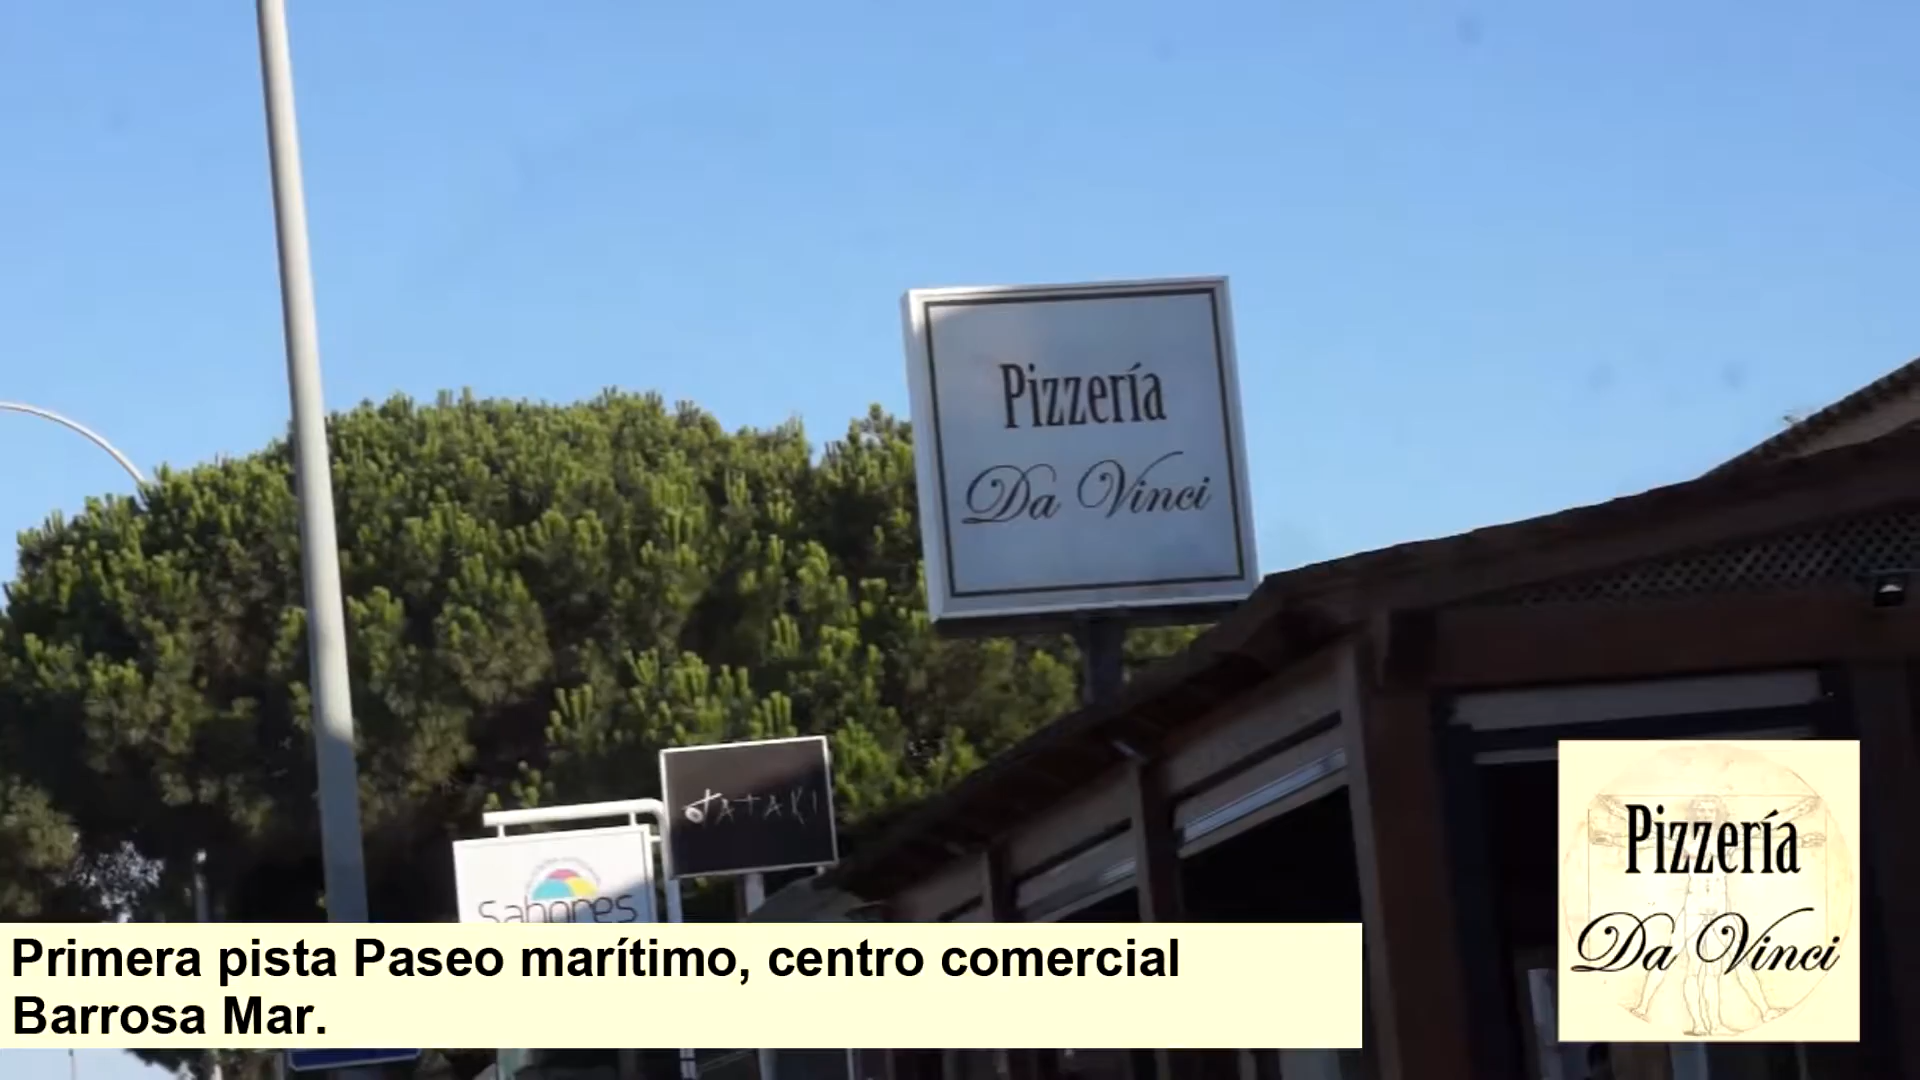 Pizzería
Da Vinci
TATAKI
Sabores
Primera pista Paseo marítimo, centro comercial
Barrosa Mar.
Pizzería
Da Vinci